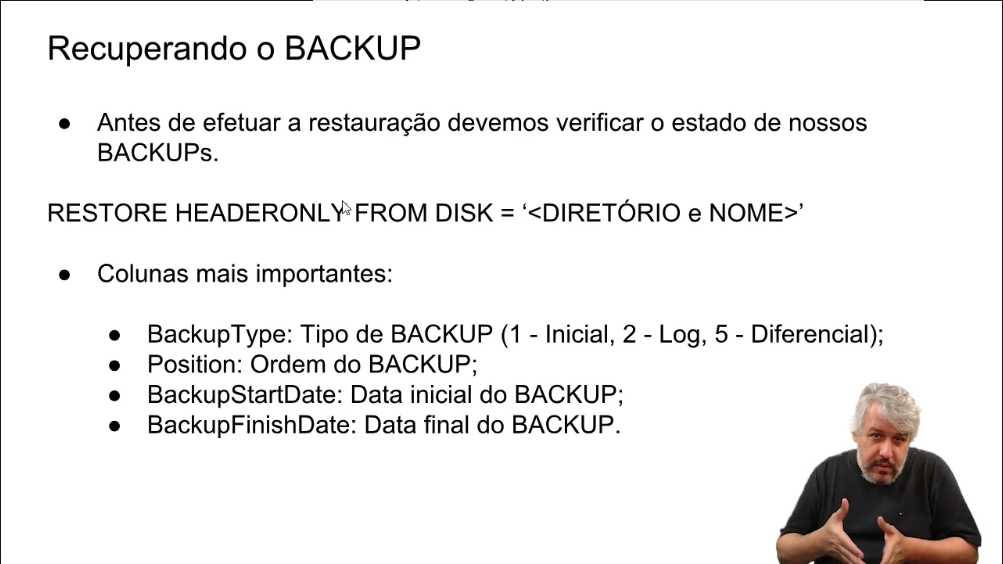 Recuperando o BACKUP
● Antes de efetuar a restauração devemos verificar o estado de nossos
BACKUPs.
RESTORE HEADERONLY FROM DISK = ‘<DIRETÓRIO e NOME>’
● Colunas mais importantes:
● BackupType: Tipo de BACKUP (1 - Inicial, 2 - Log, 5 - Diferencial);
● Position: Ordem do BACKUP;
● BackupStartDate: Data inicial do BACKUP;
● BackupFinishDate: Data final do BACKUP.